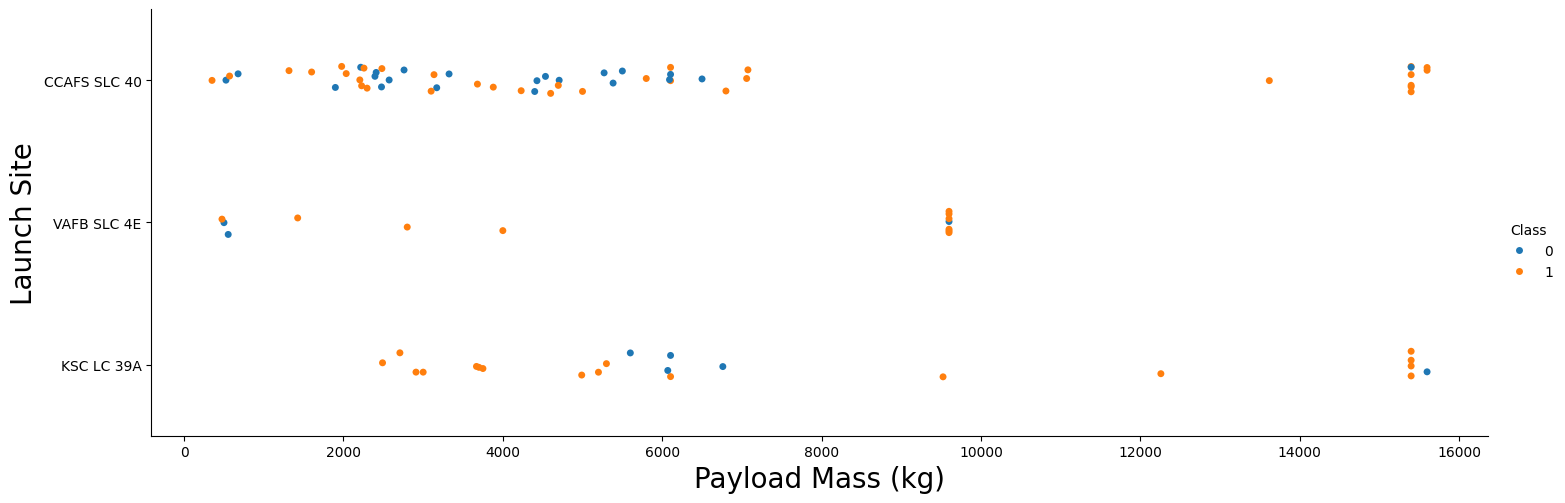 CCAFS SLC 40
VAFB SLC 4E
KSC LC 39A
Launch Site
0 2000 4000 6000 8000 10000 12000 14000 16000
Payload Mass (kg)
Class
0
1